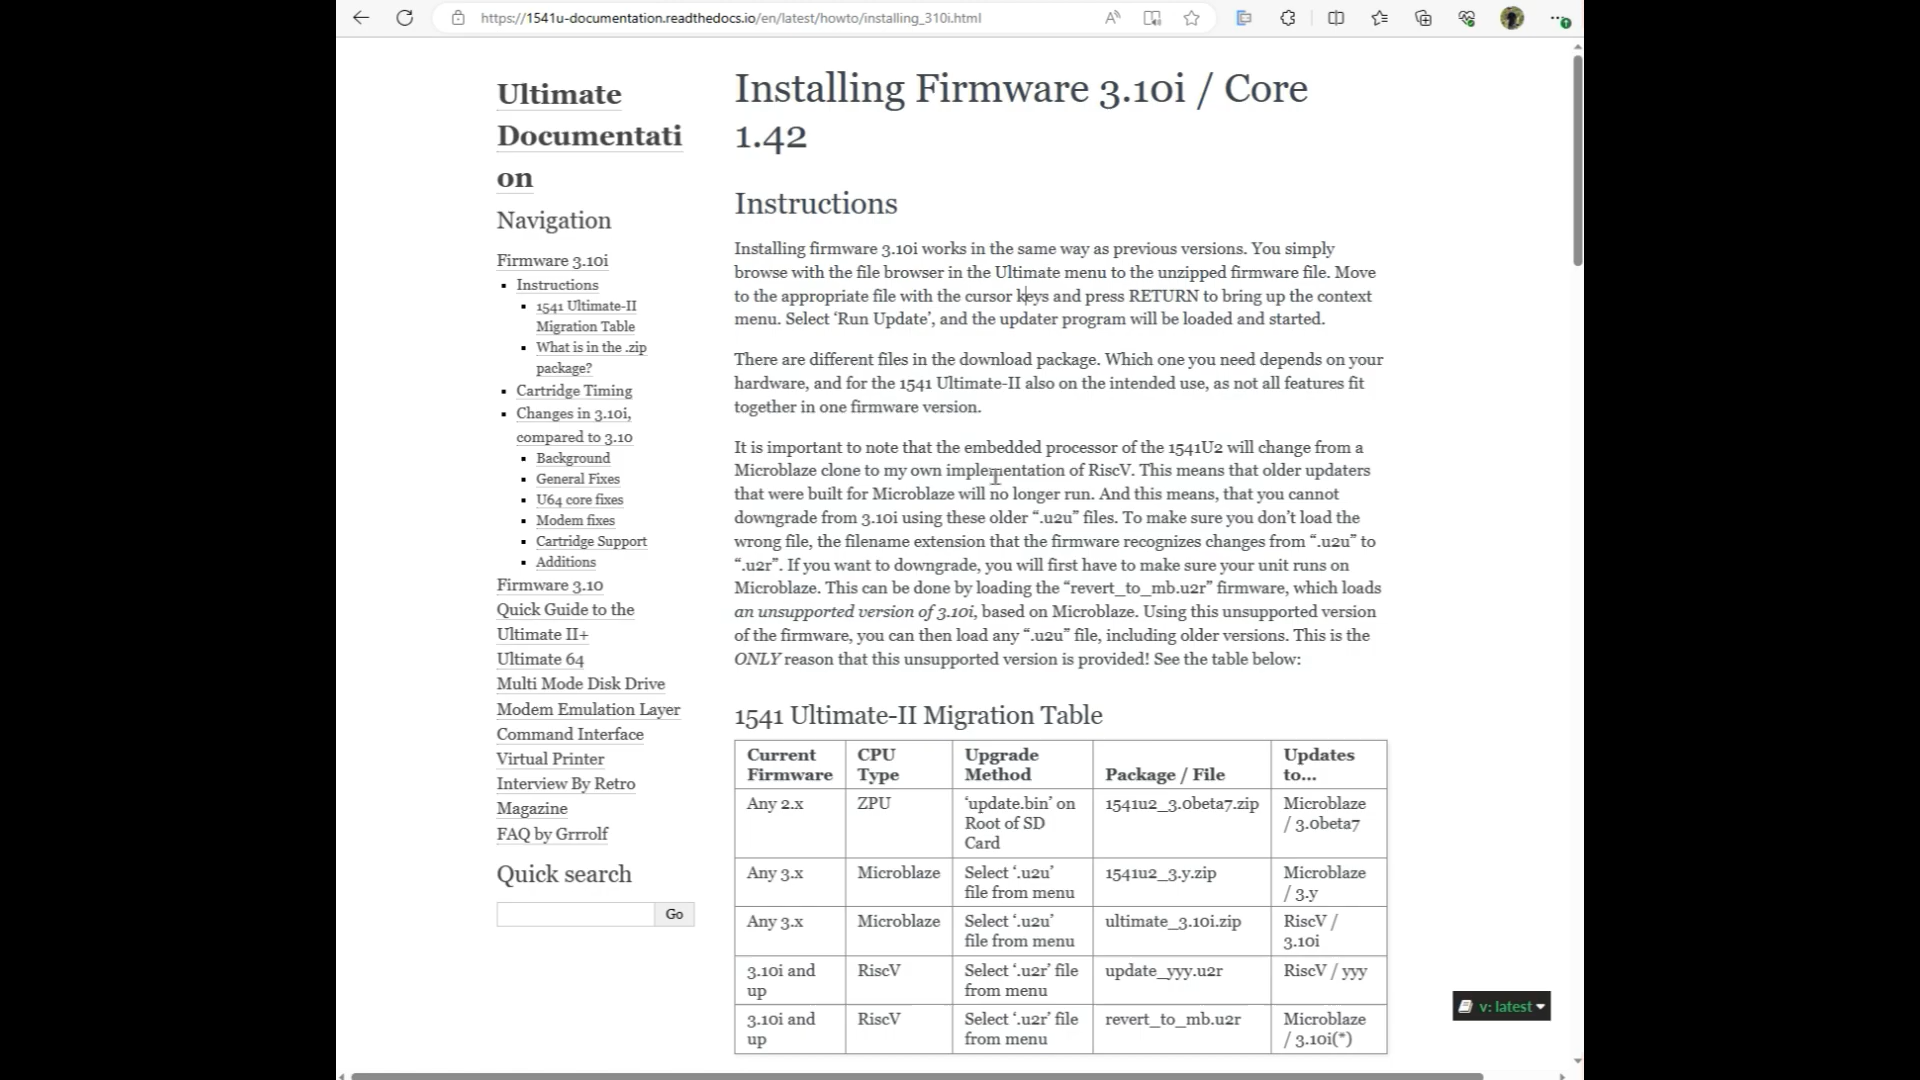 https://1541u-documentation.readthedocs.io/en/latest/howto/installing_310i.html
Ultimate
Documentati
on
Navigation
Firmware 3.10i
Instructions
1541 Ultimate-II
Migration Table
What is in the .zip
package?
Cartridge Timing
Changes in 3.10i,
compared to 3.10
Background
General Fixes
U64 core fixes
Modem fixes
Cartridge Support
Additions
Firmware 3.10
Quick Guide to the
Ultimate II+
Ultimate 64
Multi Mode Disk Drive
Modem Emulation Layer
Command Interface
Virtual Printer
Interview By Retro
Magazine
FAQ by Grrrolf
Quick search
Go
Installing Firmware 3.10i / Core
1.42
Instructions
Installing firmware 3.10i works in the same way as previous versions. You simply
browse with the file browser in the Ultimate menu to the unzipped firmware file. Move
to the appropriate file with the cursor keys and press RETURN to bring up the context
menu. Select ‘Run Update’, and the updater program will be loaded and started.
There are different files in the download package. Which one you need depends on your
hardware, and for the 1541 Ultimate-II also on the intended use, as not all features fit
together in one firmware version.
It is important to note that the embedded processor of the 1541U2 will change from a
Microblaze clone to my own implementation of RiscV. This means that older updaters
that were built for Microblaze will no longer run. And this means, that you cannot
downgrade from 3.10i using these older “.u2u” files. To make sure you don’t load the
wrong file, the filename extension that the firmware recognizes changes from “.u2u” to
“.u2r”. If you want to downgrade, you will first have to make sure your unit runs on
Microblaze. This can be done by loading the “revert_to_mb.u2r” firmware, which loads
an unsupported version of 3.10i, based on Microblaze. Using this unsupported version
of the firmware, you can then load any “.u2u” file, including older versions. This is the
ONLY reason that this unsupported version is provided! See the table below:
1541 Ultimate-II Migration Table
Current Firmware CPU Type Upgrade Method Package / File Updates to…
Any 2.x ZPU ‘update.bin’ on Root of SD Card 1541u2_3.0beta7.zip Microblaze / 3.0beta7
Any 3.x Microblaze Select ‘.u2u’ file from menu 1541u2_3.y.zip Microblaze / 3.y
Any 3.x Microblaze Select ‘.u2u’ file from menu ultimate_3.10i.zip RiscV / 3.10i
3.10i and up RiscV Select ‘.u2r’ file from menu update_yyy.u2r RiscV / yyy
3.10i and up RiscV Select ‘.u2r’ file from menu revert_to_mb.u2r Microblaze / 3.10i(*)
v: latest